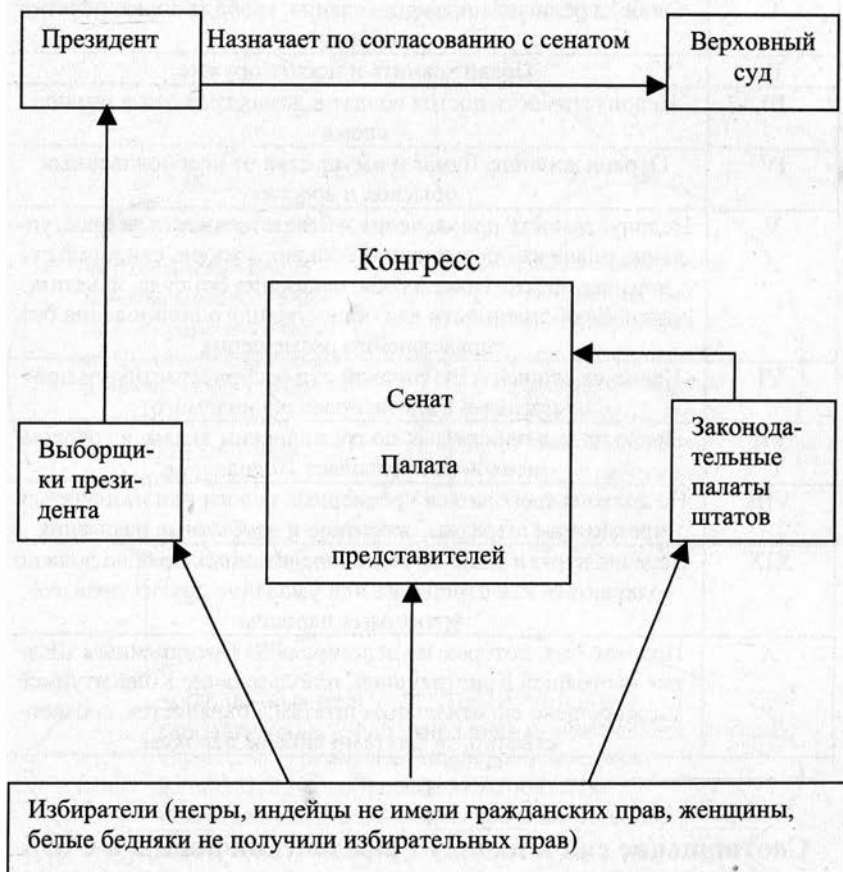 Президент
Назначает по согласованию с сенатом
Верховный
суд
Конгресс
Сенат
Палата
представителей
Выборщи-
ки прези-
дента
Законода-
тельные
палаты
штатов
Избиратели (негры, индейцы не имели гражданских прав, женщины,
белые бедняки не получили избирательных прав)